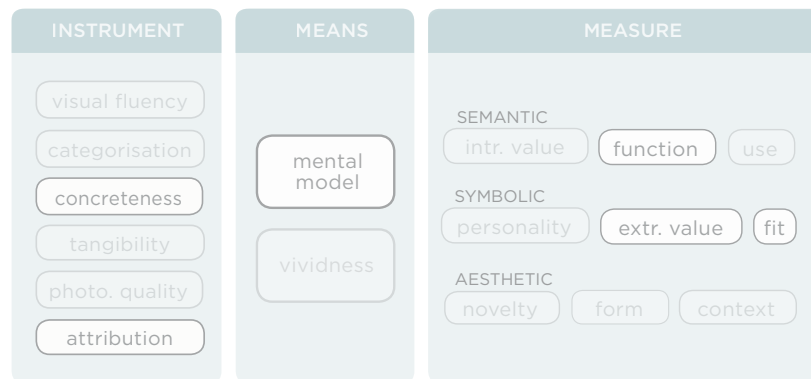 INSTRUMENT MEANS MEASURE
visual fluency
categorisation
concreteness
tangibility
photo. quality
attribution
mental
model
vividness
SEMANTIC
intr. value function use
SYMBOLIC
personality extr. value fit
AESTHETIC
novelty form context